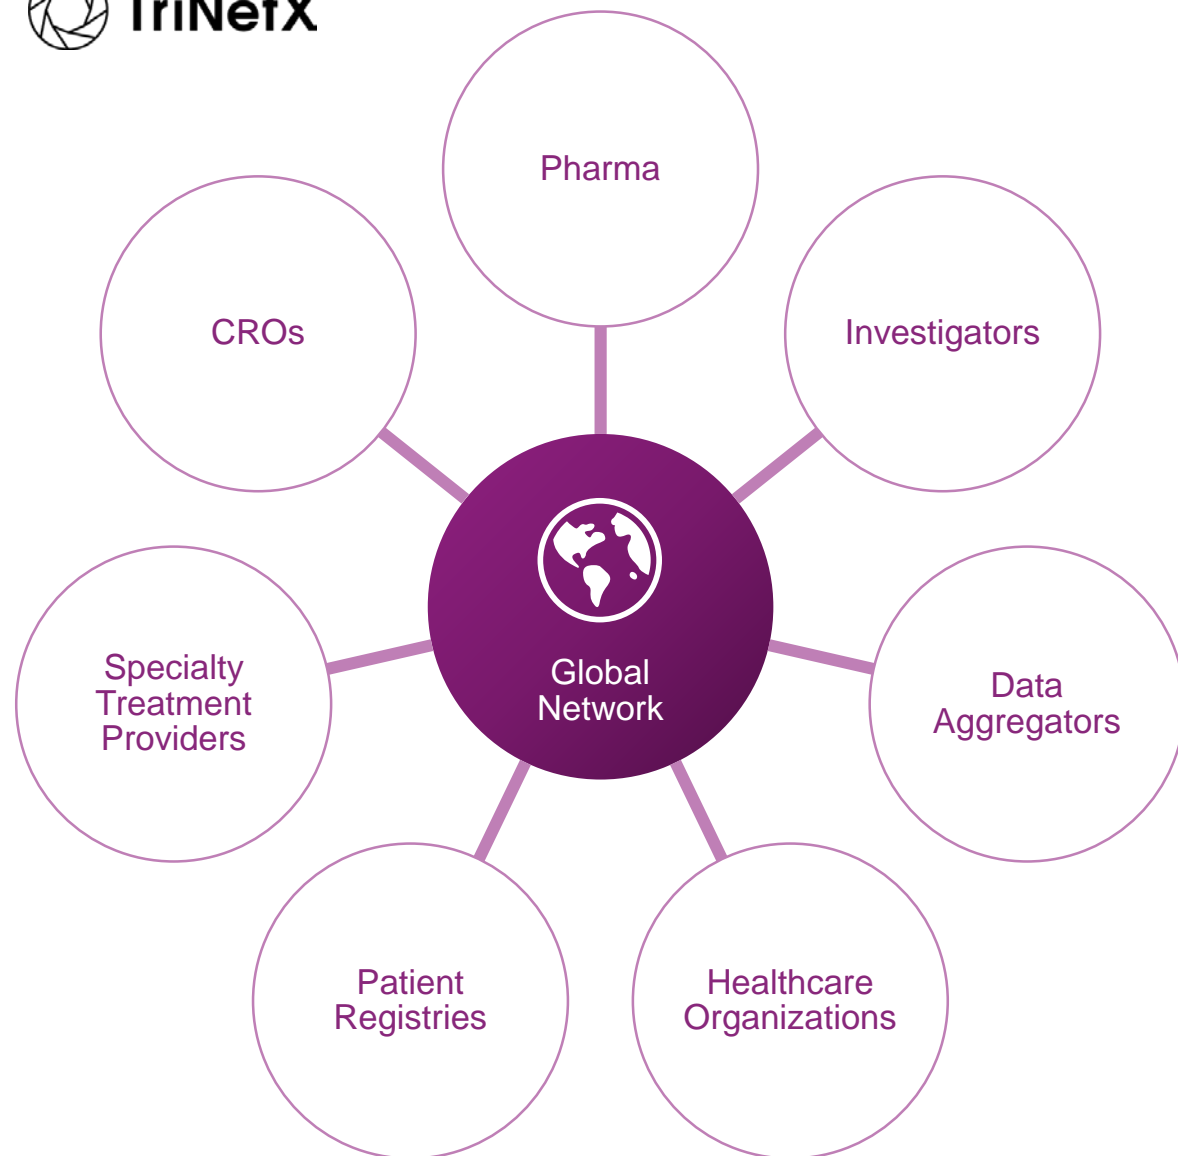 TriNetX
Pharma
CROs
Investigators
Global
Network
Specialty
Treatment
Providers
Data
Aggregators
Patient
Registries
Healthcare
Organizations